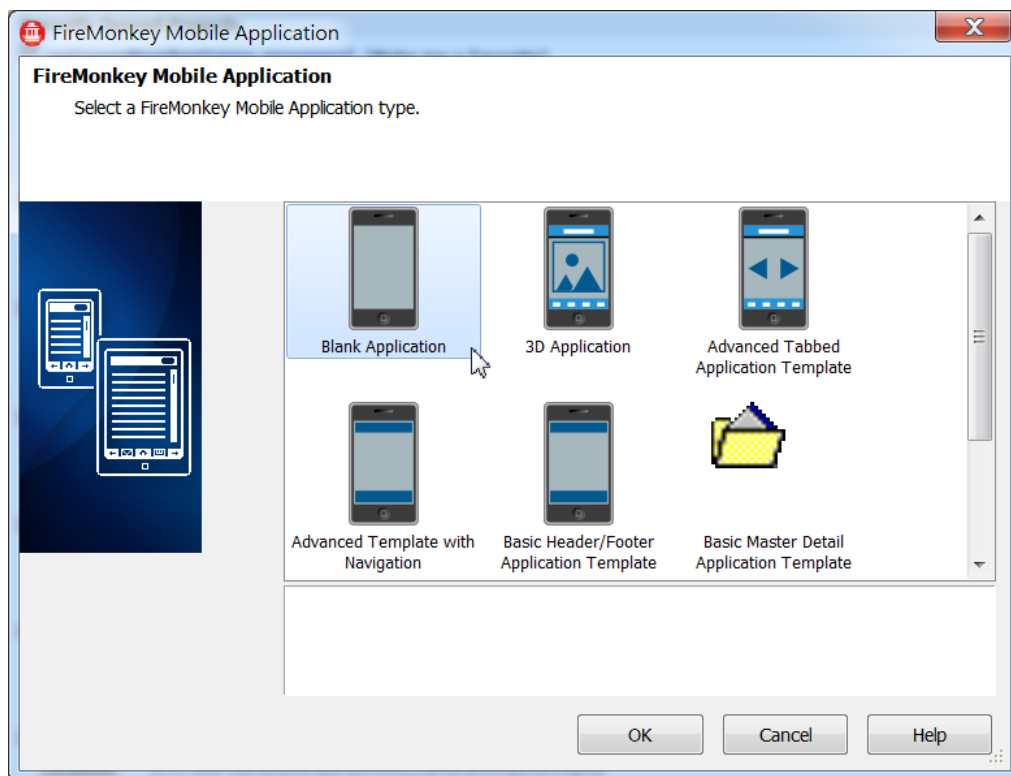 FireMonkey Mobile Application
FireMonkey Mobile Application
Select a FireMonkey Mobile Application type.
Blank Application
3D Application
Advanced Tabbed
Application Template
Advanced Template with
Navigation
Basic Header/Footer
Application Template
Basic Master Detail
Application Template
OK
Cancel
Help